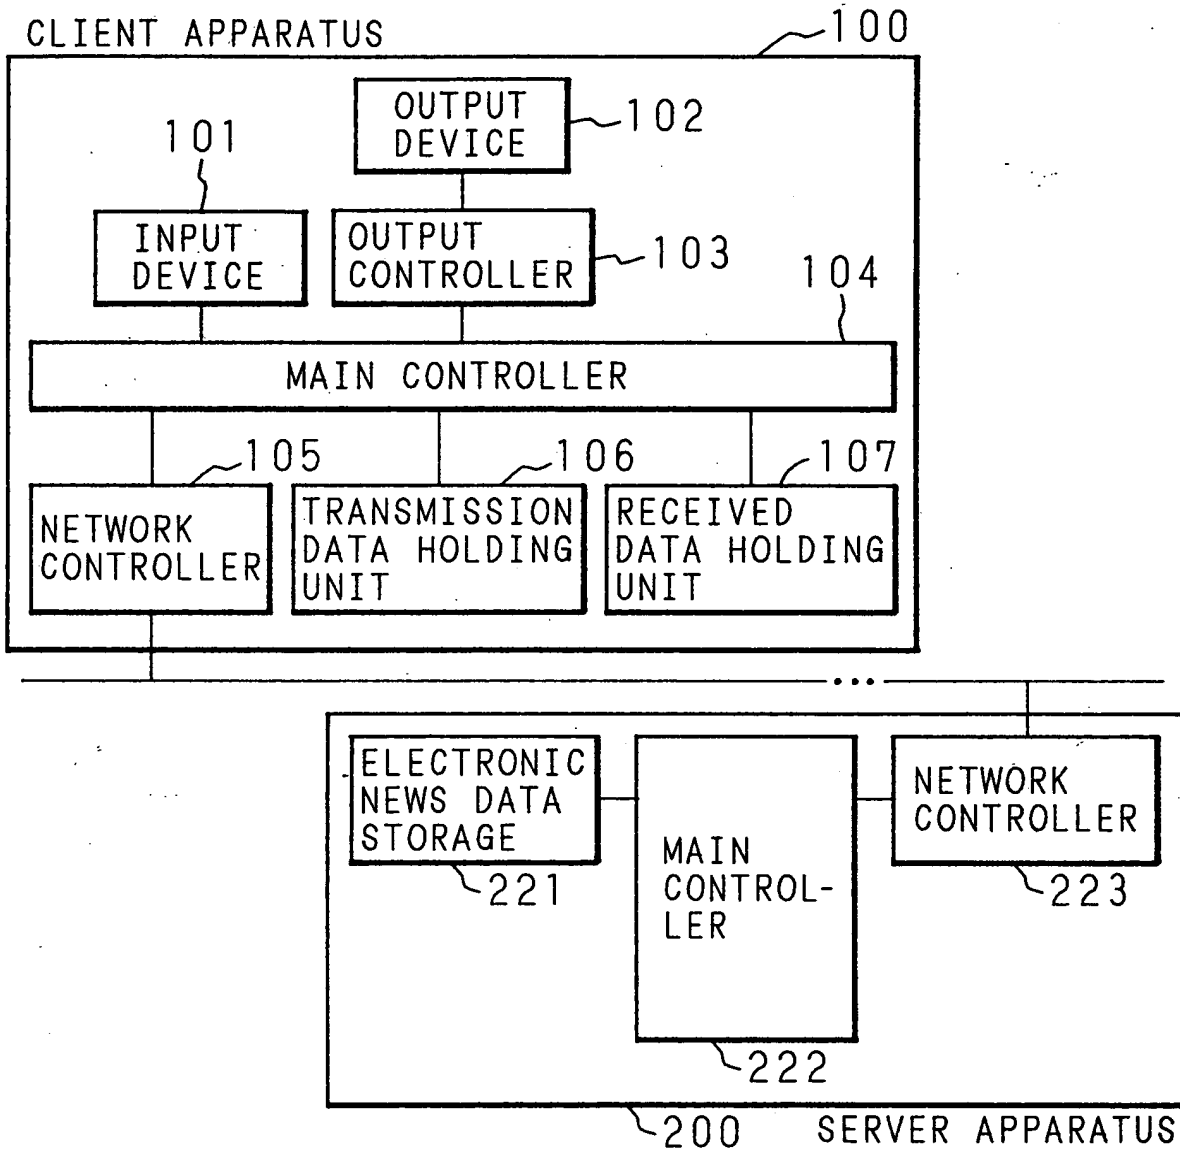 CLIENT APPARATUS
100
OUTPUT
DEVICE
102
101
INPUT
DEVICE
OUTPUT
CONTROLLER
103
104
MAIN CONTROLLER
105
106
107
NETWORK
CONTROLLER
TRANSMISSION
DATA HOLDING
UNIT
RECEIVED
DATA HOLDING
UNIT
...
ELECTRONIC
NEWS DATA
STORAGE
221
MAIN
CONTROL-
LER
222
NETWORK
CONTROLLER
223
200
SERVER APPARATUS